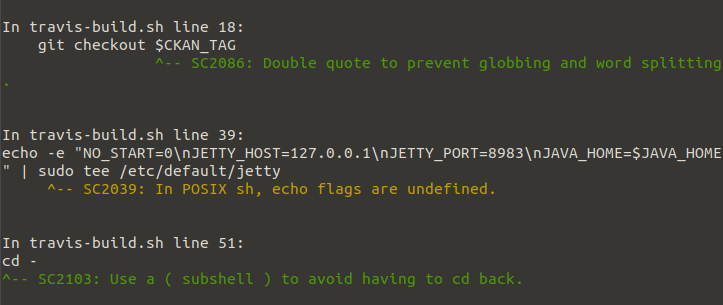 In travis-build.sh line 18:
    git checkout $CKAN_TAG
                 ^-- SC2086: Double quote to prevent globbing and word splitting
.
In travis-build.sh line 39:
echo -e "NO_START=0\nJETTY_HOST=127.0.0.1\nJETTY_PORT=8983\nJAVA_HOME=$JAVA_HOME
" | sudo tee /etc/default/jetty
     ^-- SC2039: In POSIX sh, echo flags are undefined.
In travis-build.sh line 51:
cd -
^-- SC2103: Use a ( subshell ) to avoid having to cd back.